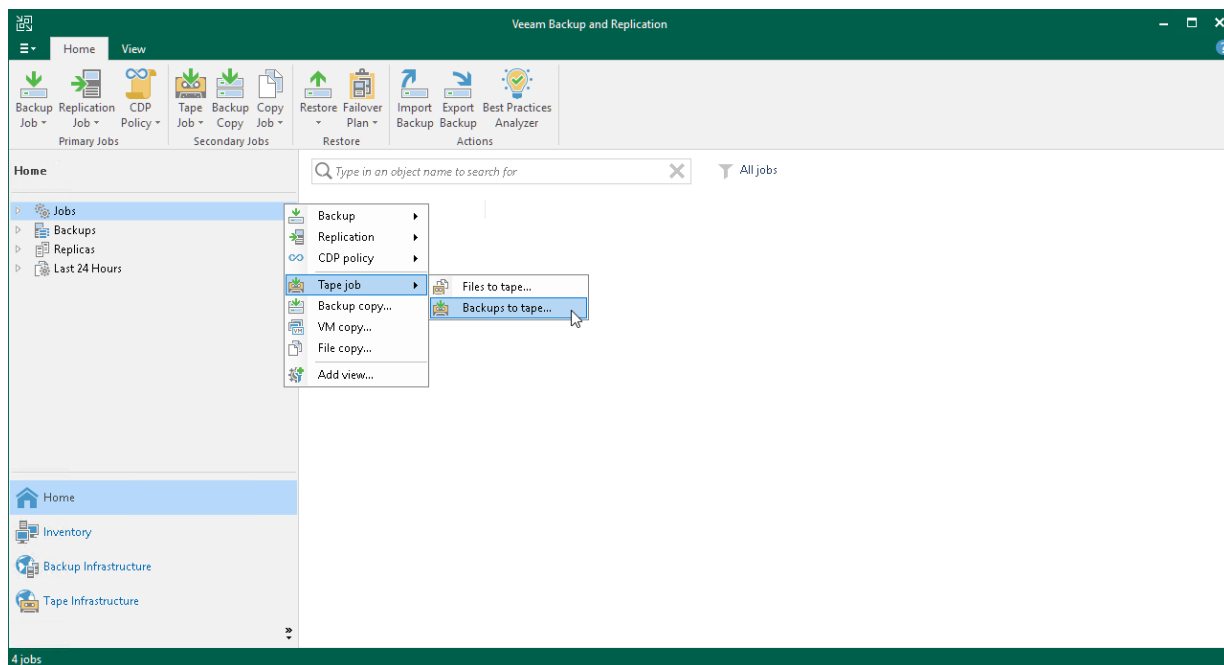 Veeam Backup and Replication
Home View
Backup Replication CDP Tape Backup Copy Restore Failover Import Export Best Practices
Job Job Policy Job Copy Job Plan Backup Backup Analyzer
Primary Jobs Secondary Jobs Restore Actions
Home
Type in an object name to search for
All jobs
Jobs
Backups
Replicas
Last 24 Hours
Backup
Replication
CDP policy
Tape job
Backup copy...
VM copy...
File copy...
Add view...
Files to tape...
Backups to tape...
Home
Inventory
Backup Infrastructure
Tape Infrastructure
4 jobs